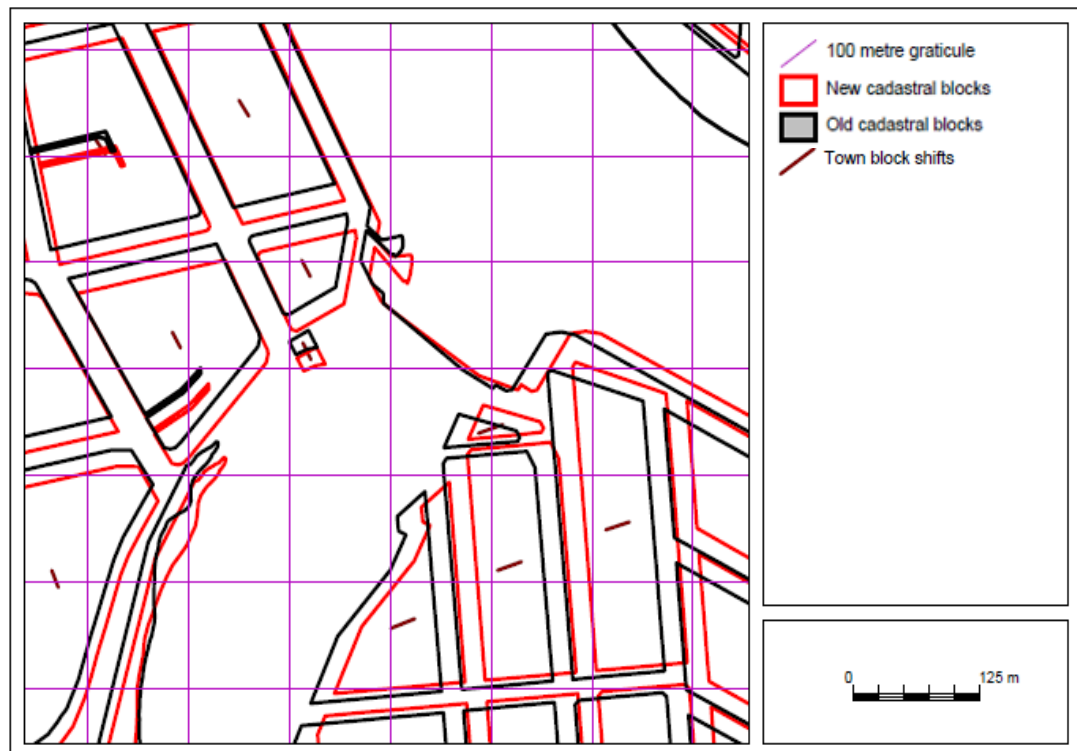 100 metre graticule
New cadastral blocks
Old cadastral blocks
Town block shifts
0 125 m